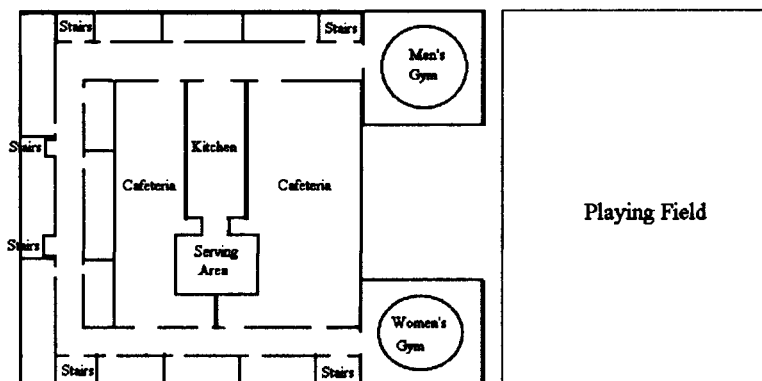 Stairs
Stairs
Men's
Gym
Stairs
Kitchen
Cafeteria
Cafeteria
Playing Field
Stairs
Serving
Area
Women's
Gym
Stairs
Stairs